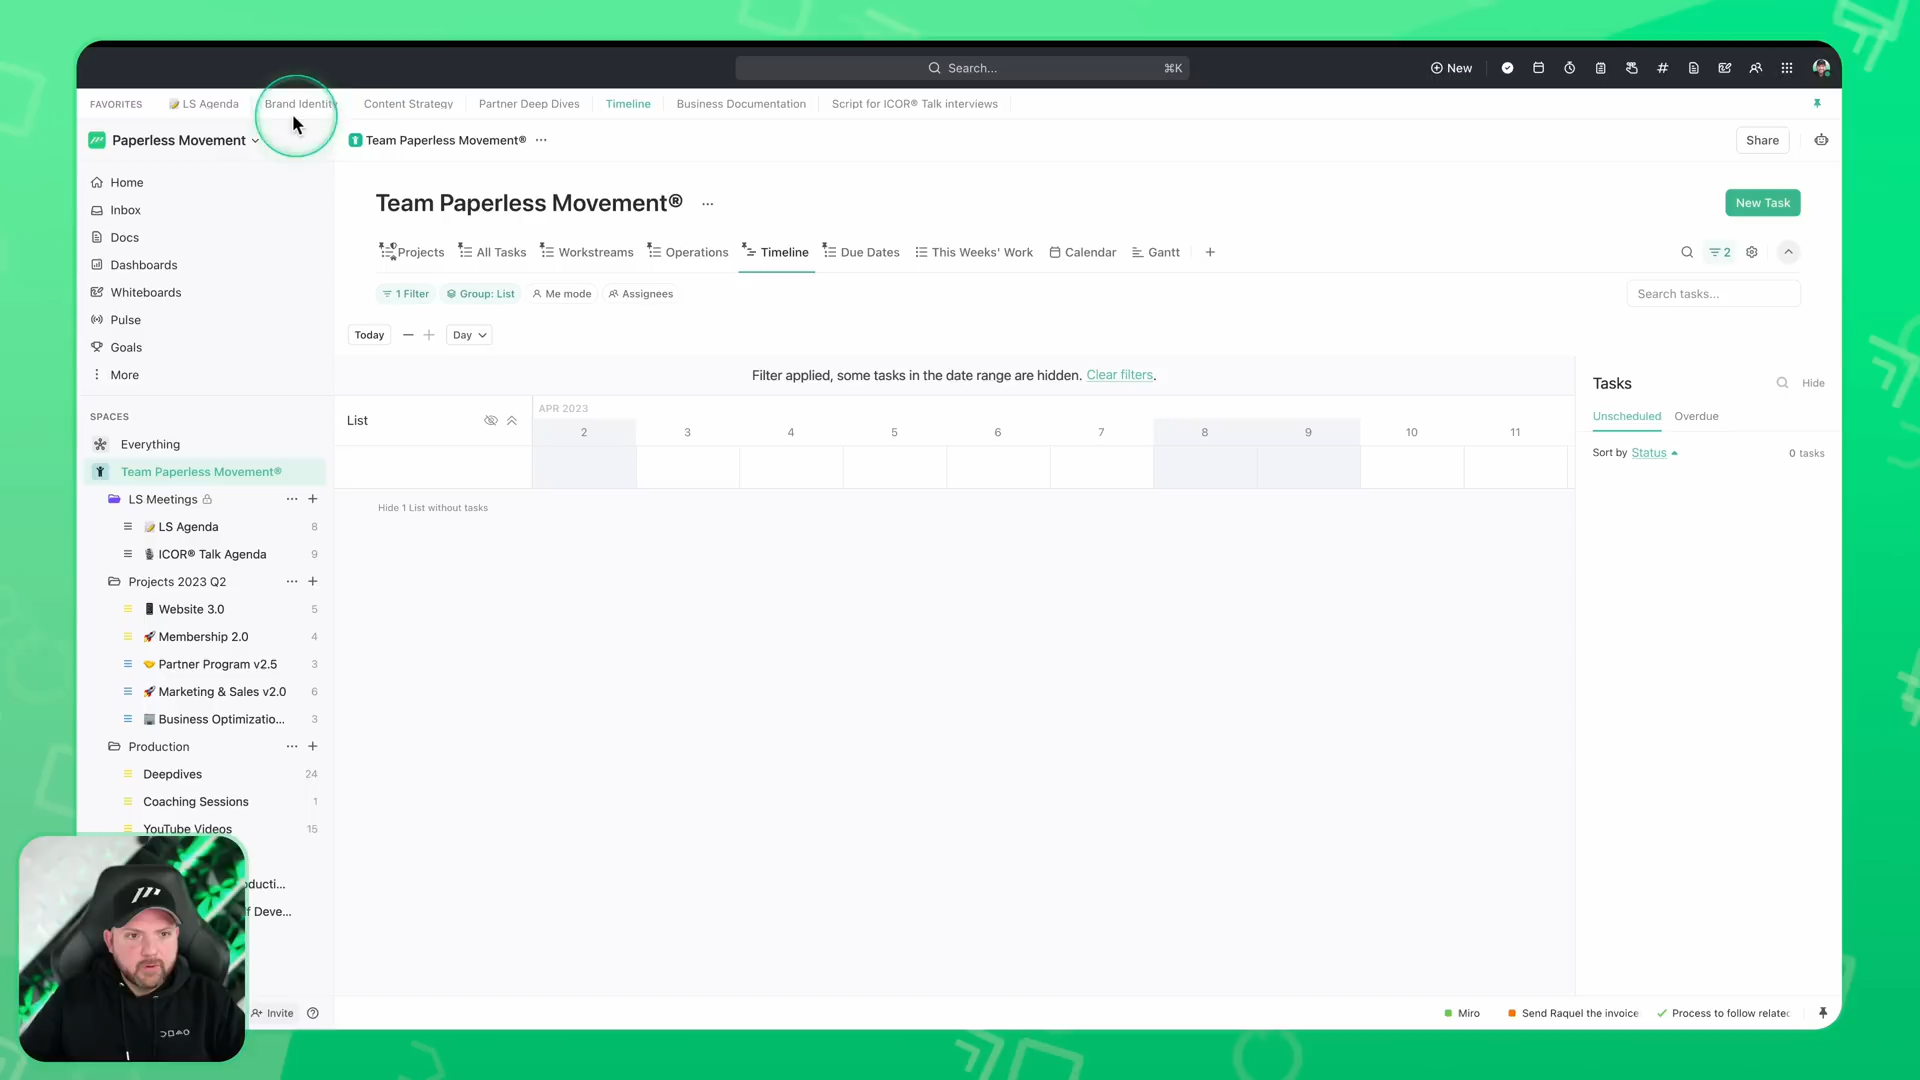 Search...
⌘K
New
FAVORITES
LS Agenda
Brand Identity
Content Strategy
Partner Deep Dives
Timeline
Business Documentation
Script for ICOR® Talk interviews
Paperless Movement
Team Paperless Movement®
Share
Home
Inbox
Docs
Dashboards
Whiteboards
Pulse
Goals
More
SPACES
Everything
Team Paperless Movement®
LS Meetings
LS Agenda 8
ICOR® Talk Agenda 9
Projects 2023 Q2
Website 3.0 5
Membership 2.0 4
Partner Program v2.5 3
Marketing & Sales v2.0 6
Business Optimizatio... 3
Production
Deepdives 24
Coaching Sessions 1
YouTube Videos 15
ducti...
f Deve...
Invite
Team Paperless Movement®
New Task
Projects
All Tasks
Workstreams
Operations
Timeline
Due Dates
This Weeks' Work
Calendar
Gantt
2
1 Filter
Group: List
Me mode
Assignees
Search tasks...
Today
Day
Filter applied, some tasks in the date range are hidden. Clear filters.
List
APR 2023
2 3 4 5 6 7 8 9 10 11
Hide 1 List without tasks
Tasks
Hide
Unscheduled
Overdue
Sort by Status
0 tasks
Miro
Send Raquel the invoice
Process to follow related